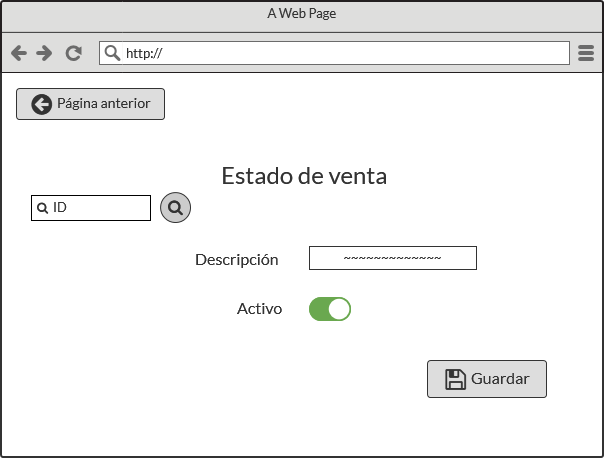 A Web Page
http://
Página anterior
Estado de venta
ID
Descripción
~~~~~~~~~~~~~
Activo
Guardar